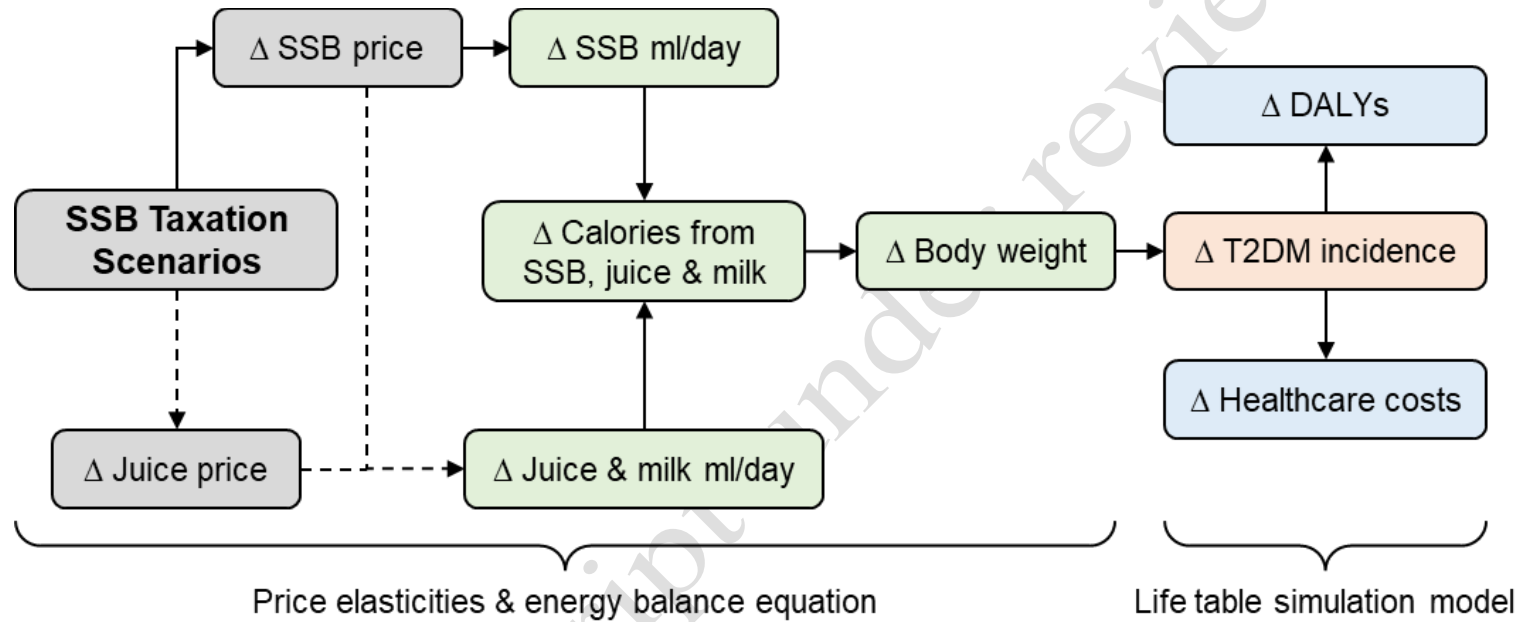 Δ SSB price
Δ SSB ml/day
Δ DALYs
SSB Taxation
Scenarios
Δ Calories from
SSB, juice & milk
Δ Body weight
Δ T2DM incidence
Δ Healthcare costs
Δ Juice price
Δ Juice & milk ml/day
Price elasticities & energy balance equation
Life table simulation model